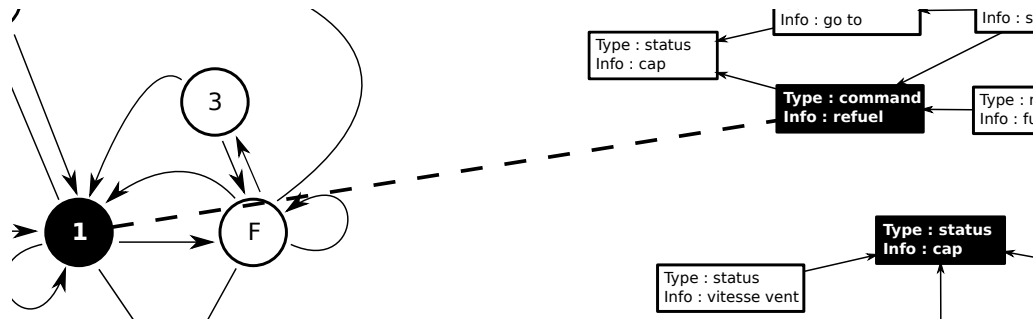 Info : go to
Info : s
Type : status
Info : cap
3
Type : command
Info : refuel
Type : r
Info : fu
1
F
Type : status
Info : cap
Type : status
Info : vitesse vent